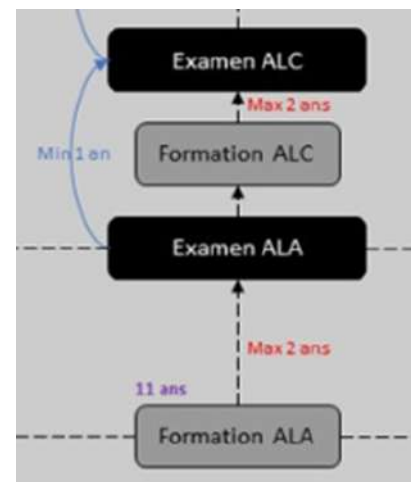 Examen ALC
Max 2 ans
Formation ALC
Min 1 an
Examen ALA
Max 2 ans
11 ans
Formation ALA